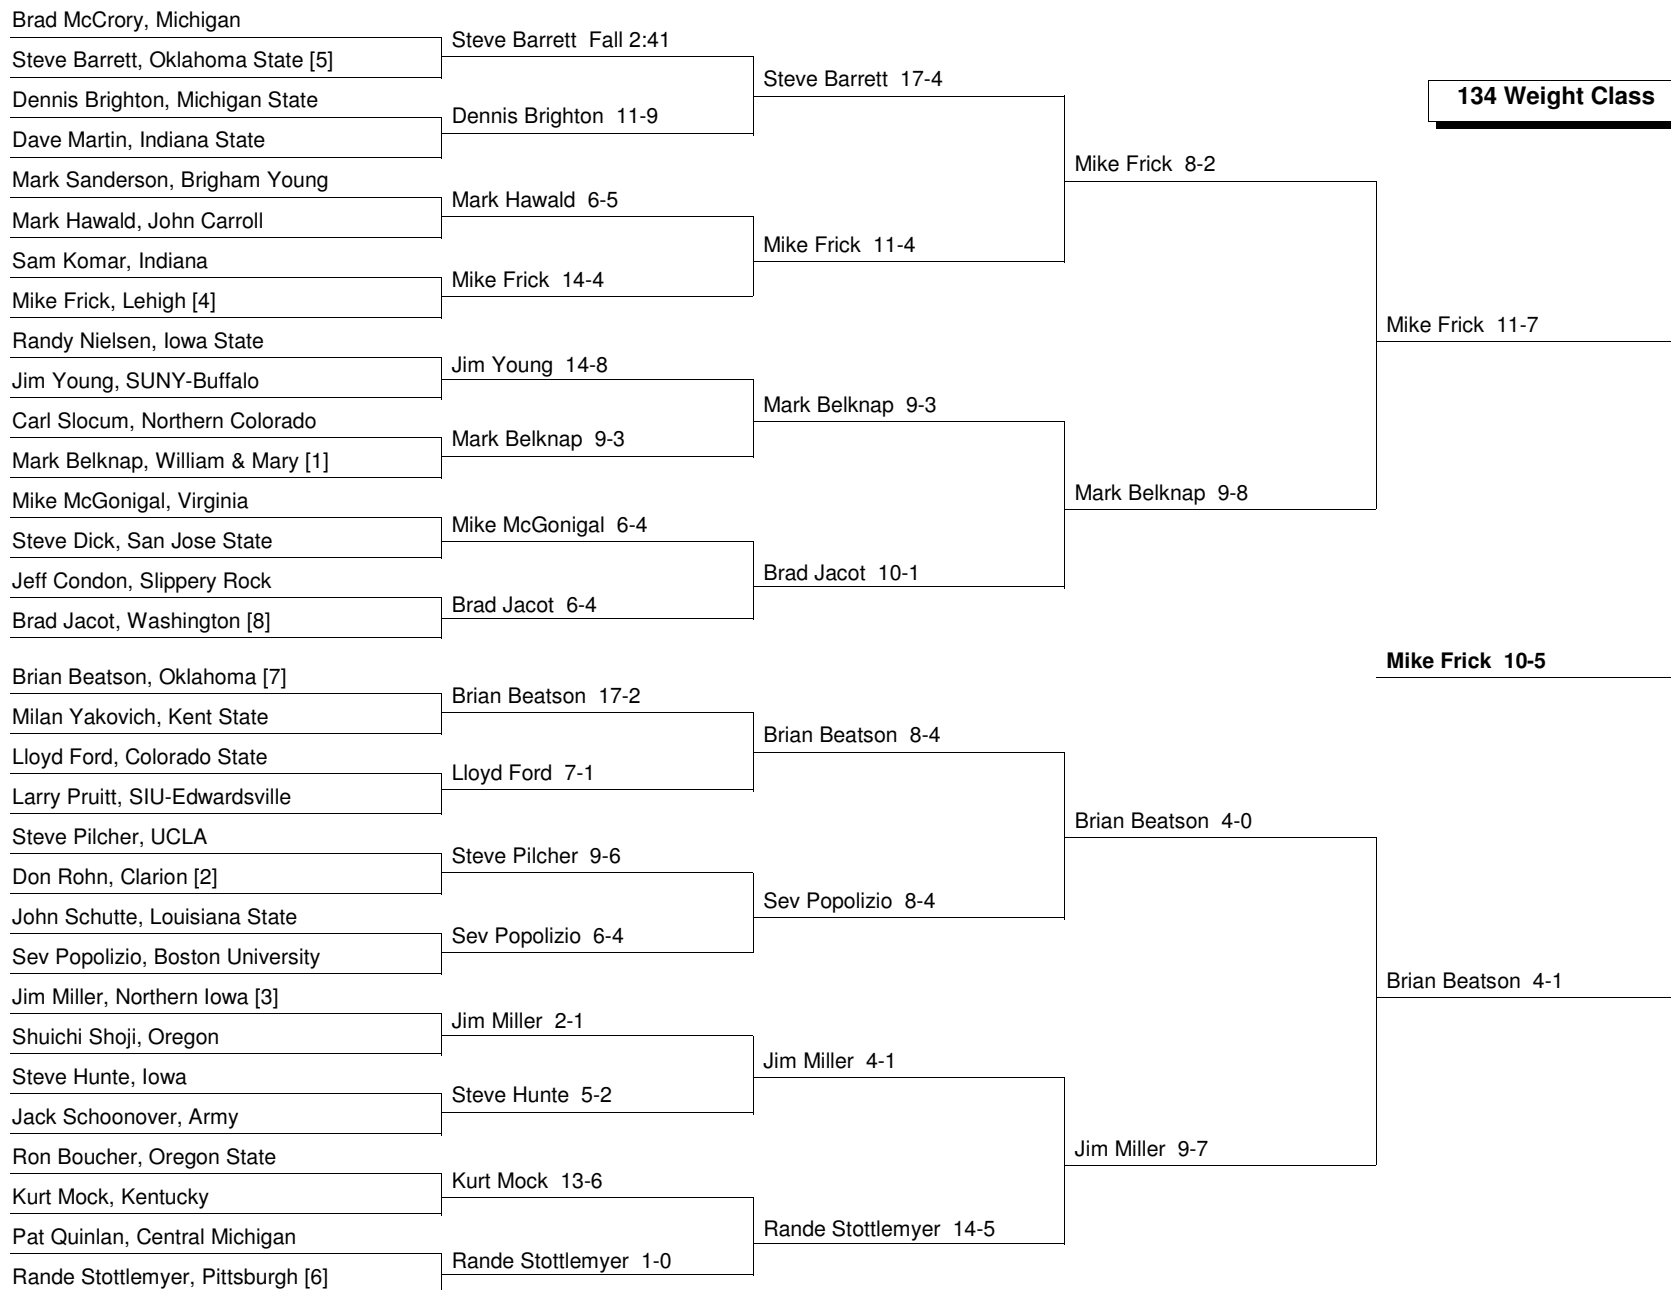 Brad McCrory, Michigan
Steve Barrett, Oklahoma State [5]
Dennis Brighton, Michigan State
Dave Martin, Indiana State
Mark Sanderson, Brigham Young
Mark Hawald, John Carroll
Sam Komar, Indiana
Mike Frick, Lehigh [4]
Randy Nielsen, Iowa State
Jim Young, SUNY-Buffalo
Carl Slocum, Northern Colorado
Mark Belknap, William & Mary [1]
Mike McGonigal, Virginia
Steve Dick, San Jose State
Jeff Condon, Slippery Rock
Brad Jacot, Washington [8]
Brian Beatson, Oklahoma [7]
Milan Yakovich, Kent State
Lloyd Ford, Colorado State
Larry Pruitt, SIU-Edwardsville
Steve Pilcher, UCLA
Don Rohn, Clarion [2]
John Schutte, Louisiana State
Sev Popolizio, Boston University
Jim Miller, Northern Iowa [3]
Shuichi Shoji, Oregon
Steve Hunte, Iowa
Jack Schoonover, Army
Ron Boucher, Oregon State
Kurt Mock, Kentucky
Pat Quinlan, Central Michigan
Rande Stottlemyer, Pittsburgh [6]
Steve Barrett Fall 2:41
Dennis Brighton 11-9
Mark Hawald 6-5
Mike Frick 14-4
Jim Young 14-8
Mark Belknap 9-3
Mike McGonigal 6-4
Brad Jacot 6-4
Brian Beatson 17-2
Lloyd Ford 7-1
Steve Pilcher 9-6
Sev Popolizio 6-4
Jim Miller 2-1
Steve Hunte 5-2
Kurt Mock 13-6
Rande Stottlemyer 1-0
Steve Barrett 17-4
Mike Frick 11-4
Mark Belknap 9-3
Brad Jacot 10-1
Brian Beatson 8-4
Sev Popolizio 8-4
Jim Miller 4-1
Rande Stottlemyer 14-5
Mike Frick 8-2
Mark Belknap 9-8
Brian Beatson 4-0
Jim Miller 9-7
134 Weight Class
Mike Frick 11-7
Mike Frick 10-5
Brian Beatson 4-1